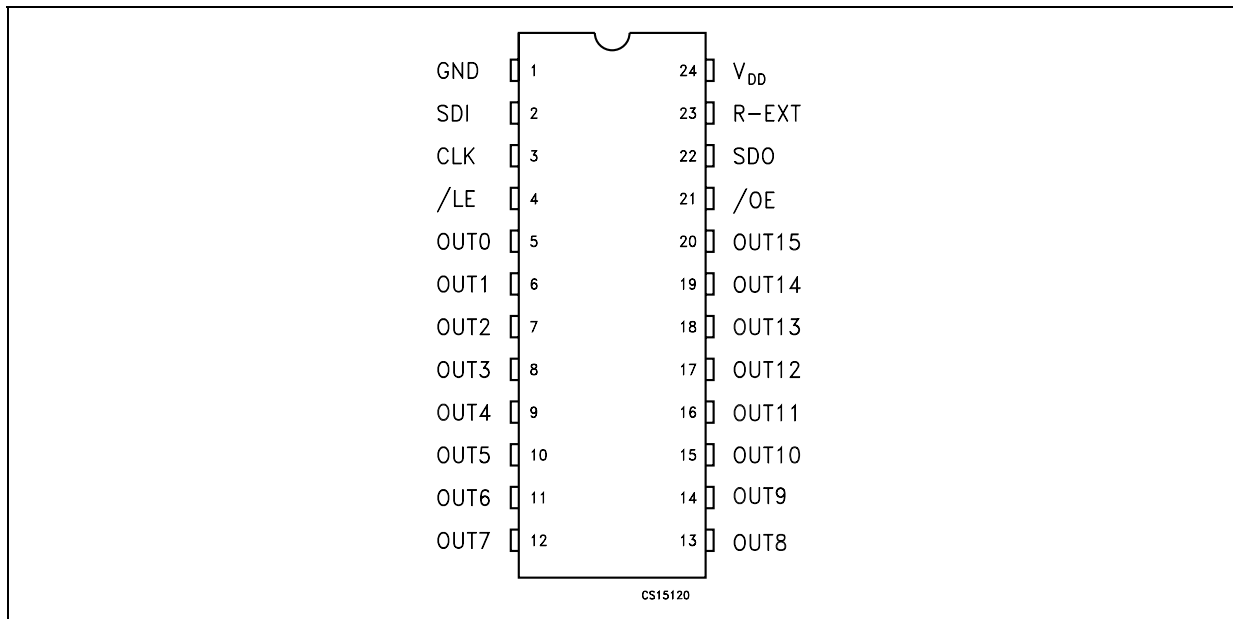 GND 1 24 VDD
SDI 2 23 R-EXT
CLK 3 22 SDO
/LE 4 21 /OE
OUT0 5 20 OUT15
OUT1 6 19 OUT14
OUT2 7 18 OUT13
OUT3 8 17 OUT12
OUT4 9 16 OUT11
OUT5 10 15 OUT10
OUT6 11 14 OUT9
OUT7 12 13 OUT8
CS15120